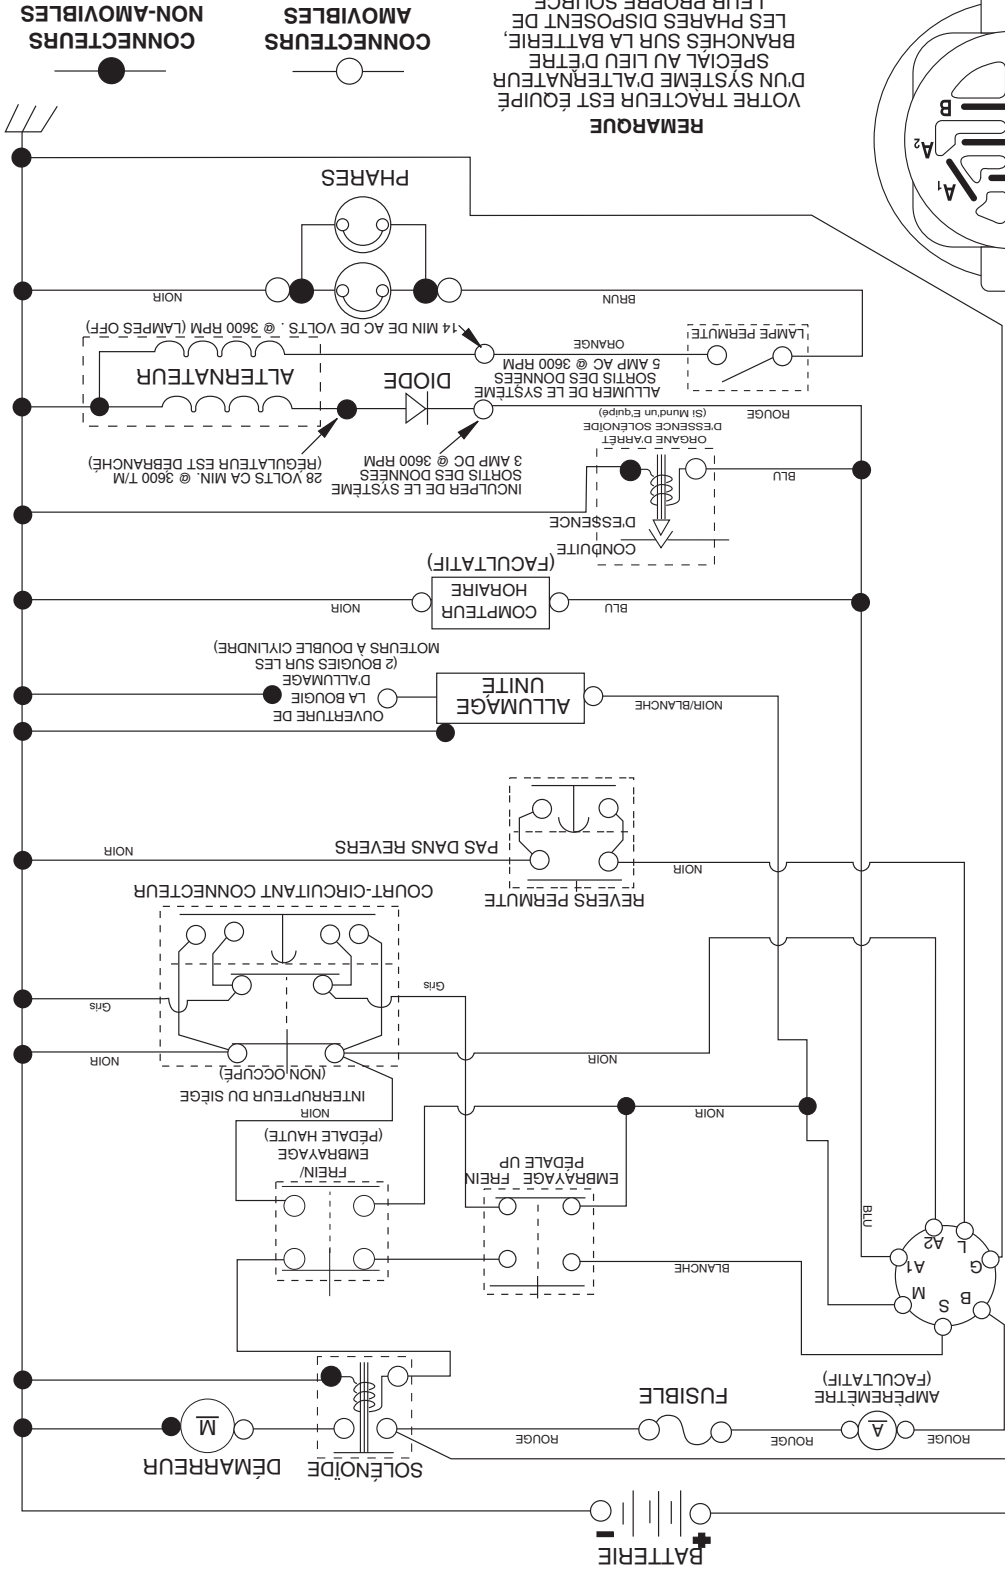 BATTERIE
+ -
SOLÉNOÏDE
DÉMARREUR
ROUGE
A
ROUGE
ROUGE
M
AMPÈREMÈTRE
(FACULTATIF)
FUSIBLE
B
S
M
G
A1
L
A2
BLANCHE
BLU
EMBRAYAGE FREIN
PÉDALE UP
FREIN/
EMBRAYAGE
(PÉDALE HAUTE)
NOIR
NOIR
INTERRUPTEUR DU SIÈGE
(NON OCCUPÉ)
NOIR
NOIR
Gris
Gris
COURT-CIRCUITANT CONNECTEUR
REVERS PERMUTE
NOIR
PAS DANS REVERS
NOIR
NOIR/BLANCHE
ALLUMAGE
UNITÉ
OUVERTURE DE
LA BOUGIE
D'ALLUMAGE
(2 BOUGIES SUR LES
MOTEURS À DOUBLE CIYLINDRE)
BLU
COMPTEUR
HORAIRE
(FACULTATIF)
NOIR
CONDUITE
D'ESSENCE
BLU
ORGANE D'ARRÊT
D'ESSENCE SOLÉNOÏDE
(Si Mund'un E'quipé)
INCULPER DE LE SYSTÈME
SORTIS DES DONNÉES
3 AMP DC @ 3600 RPM
28 VOLTS CA MIN. @ 3600 T/M
(RÉGULATEUR EST DÉBRANCHÉ)
ROUGE
DIODE
ALTERNATEUR
ALLUMER DE LE SYSTÈME
SORTIS DES DONNÉES
5 AMP AC @ 3600 RPM
ORANGE
LAMPE PERMUTE
14 MIN DE AC DE VOLTS . @ 3600 RPM (LAMPES OFF)
BRUN
NOIR
PHARES
A1
A2
B
REMARQUE
VOTRE TRACTEUR EST ÉQUIPÉ
D'UN SYSTÈME D'ALTERNATEUR
SPÉCIAL AU LIEU D'ÊTRE
BRANCHÉS SUR LA BATTERIE,
LES PHARES DISPOSENT DE
LEUR PROPRE SOURCE
CONNECTEURS
AMOVIBLES
CONNECTEURS
NON-AMOVIBLES